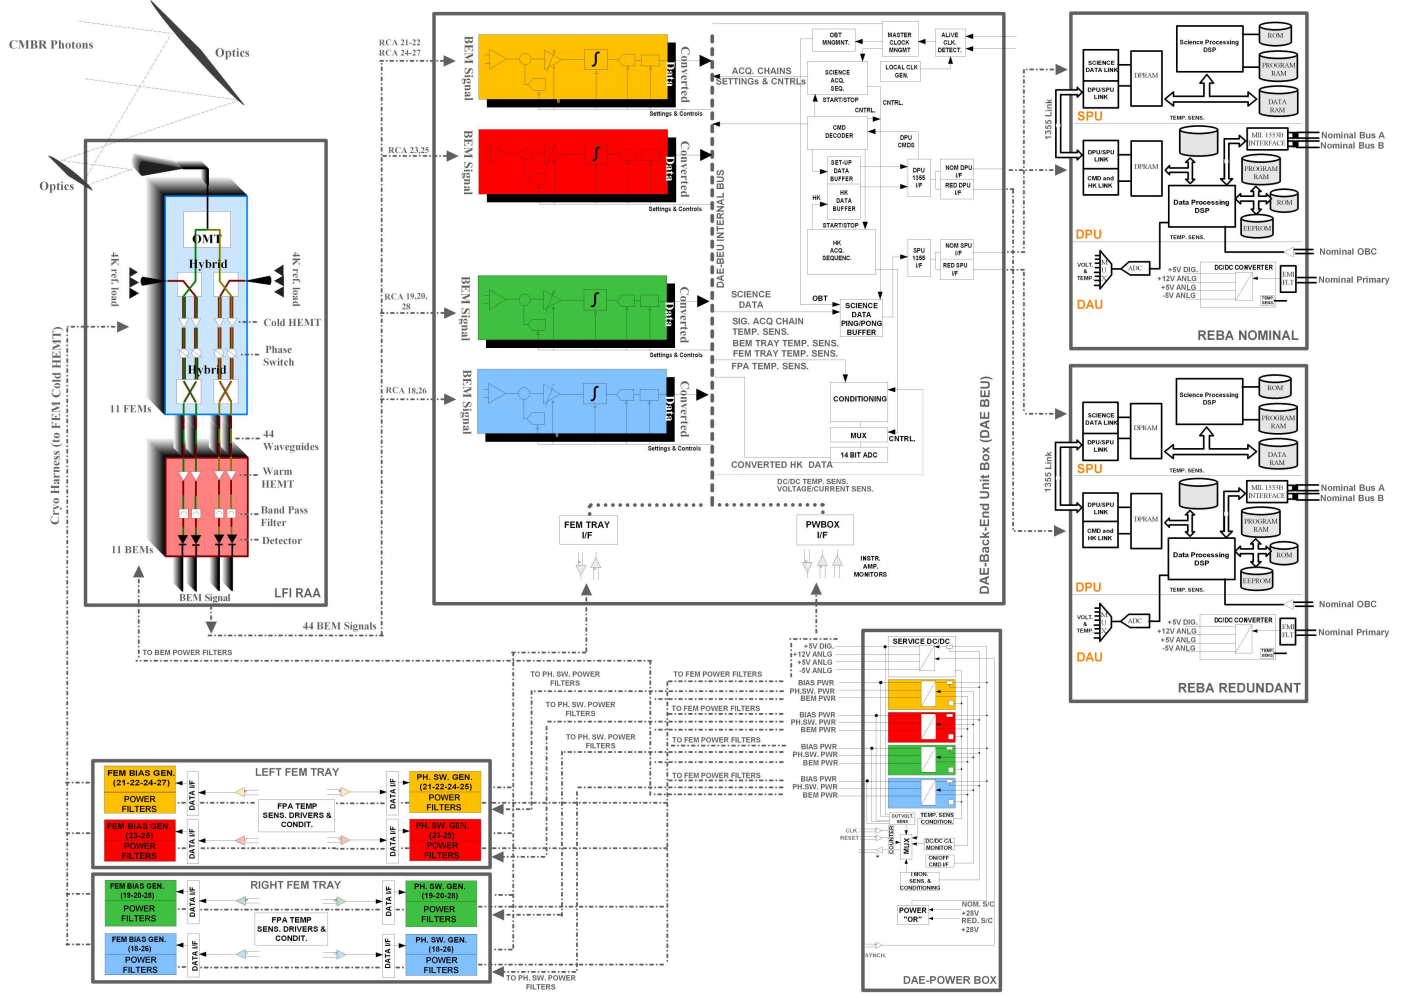 CMBR Photons
Optics
Optics
OMT
Hybrid
4K ref. load
4K ref. load
Cold HEMT
Phase
Switch
Hybrid
11 FEMs
44
Waveguides
Warm
HEMT
Band Pass
Filter
Detector
11 BEMs
BEM Signal
LFI RAA
44 BEM Signals
TO BEM POWER FILTERS
Cryo Harness (to FEM Cold HEMT)
RCA 21-22
RCA 24-27
RCA 23,25
RCA 19,20,
28
RCA 18,26
BEM Signal
Converted
Data
Settings & Controls
BEM Signal
Converted
Data
Settings & Controls
BEM Signal
Converted
Data
Settings & Controls
BEM Signal
Converted
Data
Settings & Controls
DAE-BEU INTERNAL BUS
ACQ. CHAINS
SETTINGs & CNTRLs
OBT
MNGMNT.
MASTER
CLOCK
MNGMT
ALIVE
CLK.
DETECT.
LOCAL CLK
GEN.
SCIENCE
ACQ.
SEQ.
START/STOP
CNTRL.
CNTRL.
CMD
DECODER
DPU
CMDS
SET-UP
DATA
BUFFER
HK
DATA
BUFFER
HK
START/STOP
DPU
1355
I/F
NOM DPU
I/F
RED DPU
I/F
HK
ACQ.
SEQUENC.
SPU
1355
I/F
NOM SPU
I/F
RED SPU
I/F
OBT
SCIENCE
DATA
SCIENCE
DATA
PING/PONG
BUFFER
SIG. ACQ CHAIN
TEMP. SENS.
BEM TRAY TEMP. SENS.
FEM TRAY TEMP. SENS.
FPA TEMP. SENS.
CONDITIONING
MUX
CNTRL.
14 BIT ADC
CONVERTED HK DATA
DC/DC TEMP. SENS.
VOLTAGE/CURRENT SENS.
FEM TRAY
I/F
PWBOX
I/F
INSTR.
AMP.
MONITORS
DAE-Back-End Unit Box (DAE BEU)
SCIENCE
DATA LINK
DPU/SPU
LINK
DPRAM
Science Processing
DSP
ROM
PROGRAM
RAM
DATA
RAM
SPU
TEMP. SENS.
1355 Link
DPU/SPU
LINK
CMD and
HK LINK
DPRAM
MIL 1553B
INTERFACE
Nominal Bus A
Nominal Bus B
PROGRAM
RAM
Data Processing
DSP
ROM
EEPROM
DPU
TEMP. SENS.
Nominal OBC
VOLT.
&
TEMP.
MUX
ADC
+5V DIG.
+12V ANLG
+5V ANLG
-5V ANLG
DC/DC CONVERTER
TEMP.
SENS
EMI
FLT
Nominal Primary
DAU
REBA NOMINAL
SCIENCE
DATA LINK
DPU/SPU
LINK
DPRAM
Science Processing
DSP
ROM
PROGRAM
RAM
DATA
RAM
SPU
TEMP. SENS.
1355 Link
DPU/SPU
LINK
CMD and
HK LINK
DPRAM
MIL 1553B
INTERFACE
Nominal Bus A
Nominal Bus B
PROGRAM
RAM
Data Processing
DSP
ROM
EEPROM
DPU
TEMP. SENS.
Nominal OBC
VOLT.
&
TEMP.
MUX
ADC
+5V DIG.
+12V ANLG
+5V ANLG
-5V ANLG
DC/DC CONVERTER
TEMP.
SENS
EMI
FLT
Nominal Primary
DAU
REBA REDUNDANT
TO PH. SW. POWER
FILTERS
TO PH. SW. POWER
FILTERS
TO PH. SW. POWER
FILTERS
TO PH. SW. POWER
FILTERS
TO FEM POWER FILTERS
TO FEM POWER FILTERS
TO FEM POWER FILTERS
TO FEM POWER FILTERS
SERVICE DC/DC
+5V DIG.
+12V ANLG
+5V ANLG
-5V ANLG
BIAS PWR
PH.SW. PWR
BEM PWR
BIAS PWR
PH.SW. PWR
BEM PWR
BIAS PWR
PH.SW. PWR
BEM PWR
BIAS PWR
PH.SW. PWR
BEM PWR
OUT VOLT.
SENS
TEMP. SENS
CONDITION.
CLK.
RESET
COUNTER
MUX
DC/DC C/L
MONITOR
ON/OFF
CMD I/F
I MON.
SENS. &
CONDITIONING
POWER
"OR"
NOM. S/C
+28V
RED. S/C
+28V
SYNCH.
DAE-POWER BOX
LEFT FEM TRAY
FEM BIAS GEN.
(21-22-24-27)
POWER
FILTERS
DATA I/F
FPA TEMP
SENS. DRIVERS &
CONDIT.
DATA I/F
PH. SW. GEN.
(21-22-24-25)
POWER
FILTERS
FEM BIAS GEN.
(23-25)
POWER
FILTERS
DATA I/F
DATA I/F
PH. SW. GEN.
(23-25)
POWER
FILTERS
RIGHT FEM TRAY
FEM BIAS GEN.
(19-20-28)
POWER
FILTERS
DATA I/F
FPA TEMP
SENS. DRIVERS &
CONDIT.
DATA I/F
PH. SW. GEN.
(19-20-28)
POWER
FILTERS
FEM BIAS GEN.
(18-26)
POWER
FILTERS
DATA I/F
DATA I/F
PH. SW. GEN.
(18-26)
POWER
FILTERS